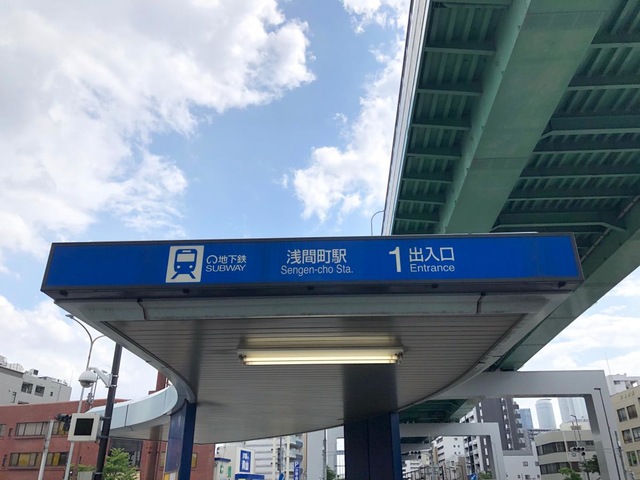 地下鉄
SUBWAY
浅間町駅
Sengen-cho Sta.
1 出入口
Entrance